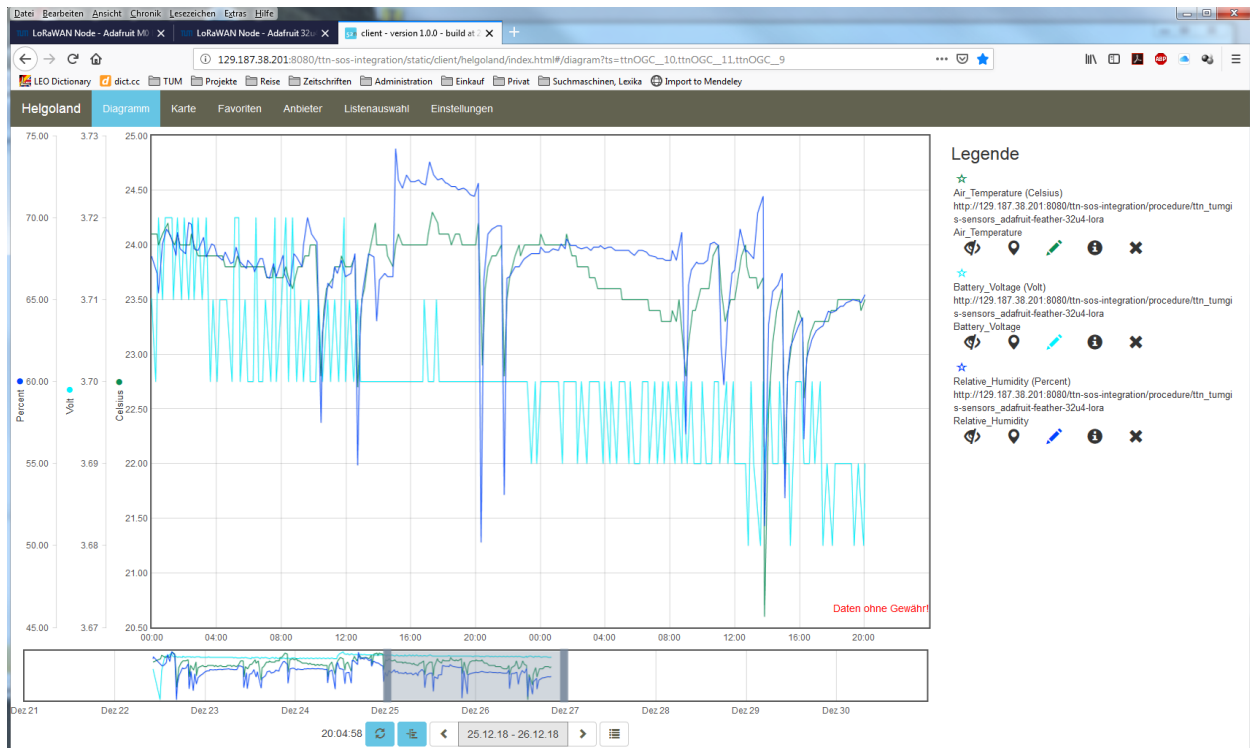 Datei Bearbeiten Ansicht Chronik Lesezeichen Extras Hilfe
LoRaWAN Node - Adafruit M0
LoRaWAN Node - Adafruit 32u
client - version 1.0.0 - build at 2
129.187.38.201:8080/ttn-sos-integration/static/client/helgoland/index.html#/diagram?ts=ttnOGC__10,ttnOGC__11,ttnOGC__9
LEO Dictionary dict.cc TUM Projekte Reise Zeitschriften Administration Einkauf Privat Suchmaschinen, Lexika Import to Mendeley
Helgoland Diagramm Karte Favoriten Anbieter Listenauswahl Einstellungen
75.00 3.73 25.00
24.50
70.00 3.72 24.00
65.00 3.71 23.50
23.00
60.00 3.70
Percent Volt Celsius
22.50
55.00 3.69 22.00
21.50
50.00 3.68
21.00
45.00 3.67 20.50
00:00 04:00 08:00 12:00 16:00 20:00 00:00 04:00 08:00 12:00 16:00 20:00
Daten ohne Gewähr!
Legende
Air_Temperature (Celsius)
http://129.187.38.201:8080/ttn-sos-integration/procedure/ttn_tumgi
s-sensors_adafruit-feather-32u4-lora
Air_Temperature
Battery_Voltage (Volt)
http://129.187.38.201:8080/ttn-sos-integration/procedure/ttn_tumgi
s-sensors_adafruit-feather-32u4-lora
Battery_Voltage
Relative_Humidity (Percent)
http://129.187.38.201:8080/ttn-sos-integration/procedure/ttn_tumgi
s-sensors_adafruit-feather-32u4-lora
Relative_Humidity
Dez 21 Dez 22 Dez 23 Dez 24 Dez 25 Dez 26 Dez 27 Dez 28 Dez 29 Dez 30
20:04:58 25.12.18 - 26.12.18